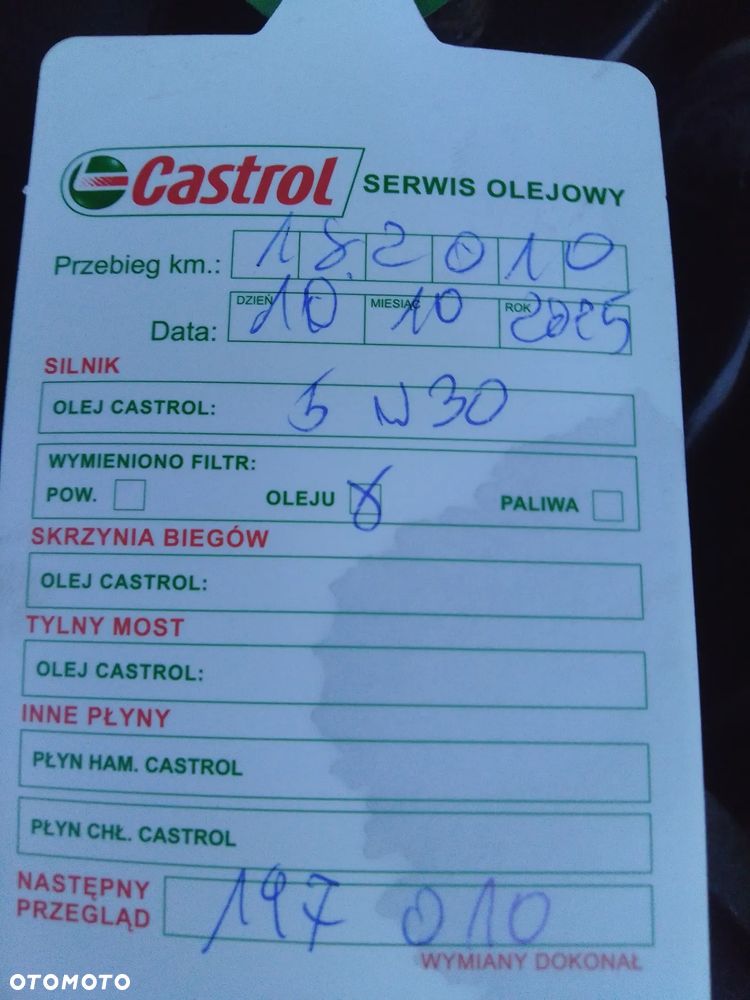 Castrol SERWIS OLEJOWY
Przebieg km.: 182010
DZIEŃ MIESIĄC ROK
Data: 10 10 2025
SILNIK
OLEJ CASTROL: 5 W 30
WYMIENIONO FILTR:
POW. OLEJU PALIWA
SKRZYNIA BIEGÓW
OLEJ CASTROL:
TYLNY MOST
OLEJ CASTROL:
INNE PŁYNY
PŁYN HAM. CASTROL
PŁYN CHŁ. CASTROL
NASTĘPNY
PRZEGLĄD 197 010
WYMIANY DOKONAŁ
OTOMOTO